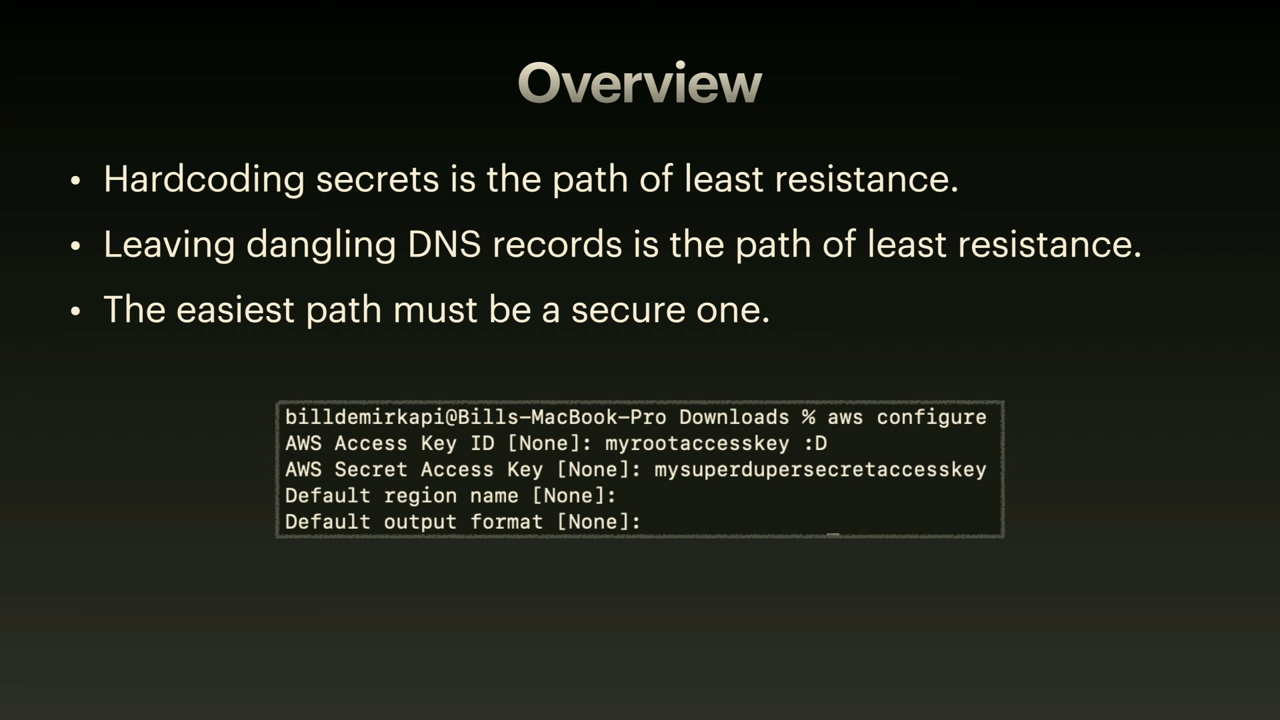 Overview
• Hardcoding secrets is the path of least resistance.
• Leaving dangling DNS records is the path of least resistance.
• The easiest path must be a secure one.
billdemirkapi@Bills-MacBook-Pro Downloads % aws configure
AWS Access Key ID [None]: myrootaccesskey :D
AWS Secret Access Key [None]: mysuperdupersecretaccesskey
Default region name [None]:
Default output format [None]: